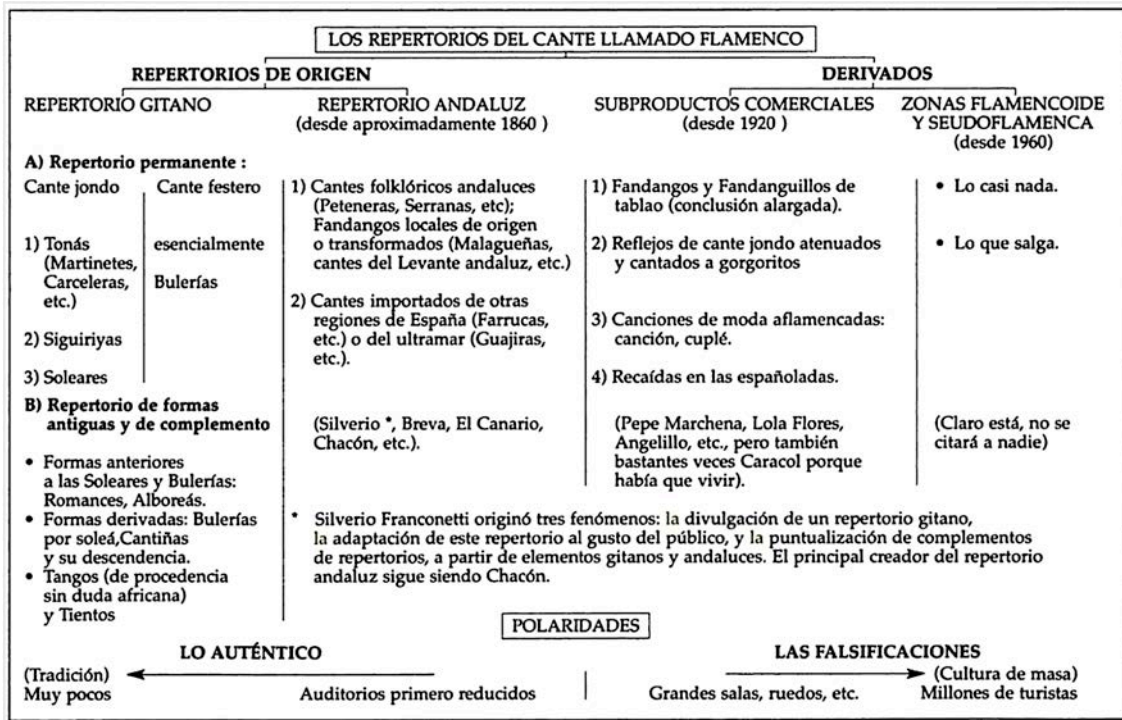 LOS REPERTORIOS DEL CANTE LLAMADO FLAMENCO
REPERTORIOS DE ORIGEN
DERIVADOS
REPERTORIO GITANO
REPERTORIO ANDALUZ
(desde aproximadamente 1860 )
SUBPRODUCTOS COMERCIALES
(desde 1920 )
ZONAS FLAMENCOIDE
Y SEUDOFLAMENCA
(desde 1960)
A) Repertorio permanente :
Cante jondo
1) Tonás
(Martinetes,
Carceleras,
etc.)
2) Siguiriyas
3) Soleares
Cante festero
esencialmente
Bulerías
B) Repertorio de formas
antiguas y de complemento
• Formas anteriores
a las Soleares y Bulerías:
Romances, Alboreás.
• Formas derivadas: Bulerías
por soleá,Cantiñas
y su descendencia.
• Tangos (de procedencia
sin duda africana)
y Tientos
1) Cantes folklóricos andaluces
(Peteneras, Serranas, etc);
Fandangos locales de origen
o transformados (Malagueñas,
cantes del Levante andaluz, etc.)
2) Cantes importados de otras
regiones de España (Farrucas,
etc.) o del ultramar (Guajiras,
etc.).
(Silverio *, Breva, El Canario,
Chacón, etc.).
1) Fandangos y Fandanguillos de
tablao (conclusión alargada).
2) Reflejos de cante jondo atenuados
y cantados a gorgoritos
3) Canciones de moda aflamencadas:
canción, cuplé.
4) Recaídas en las españoladas.
(Pepe Marchena, Lola Flores,
Angelillo, etc., pero también
bastantes veces Caracol porque
había que vivir).
• Lo casi nada.
• Lo que salga.
(Claro está, no se
citará a nadie)
* Silverio Franconetti originó tres fenómenos: la divulgación de un repertorio gitano,
la adaptación de este repertorio al gusto del público, y la puntualización de complementos
de repertorios, a partir de elementos gitanos y andaluces. El principal creador del repertorio
andaluz sigue siendo Chacón.
POLARIDADES
LO AUTÉNTICO
LAS FALSIFICACIONES
(Tradición)
(Cultura de masa)
Muy pocos
Auditorios primero reducidos
Grandes salas, ruedos, etc.
Millones de turistas